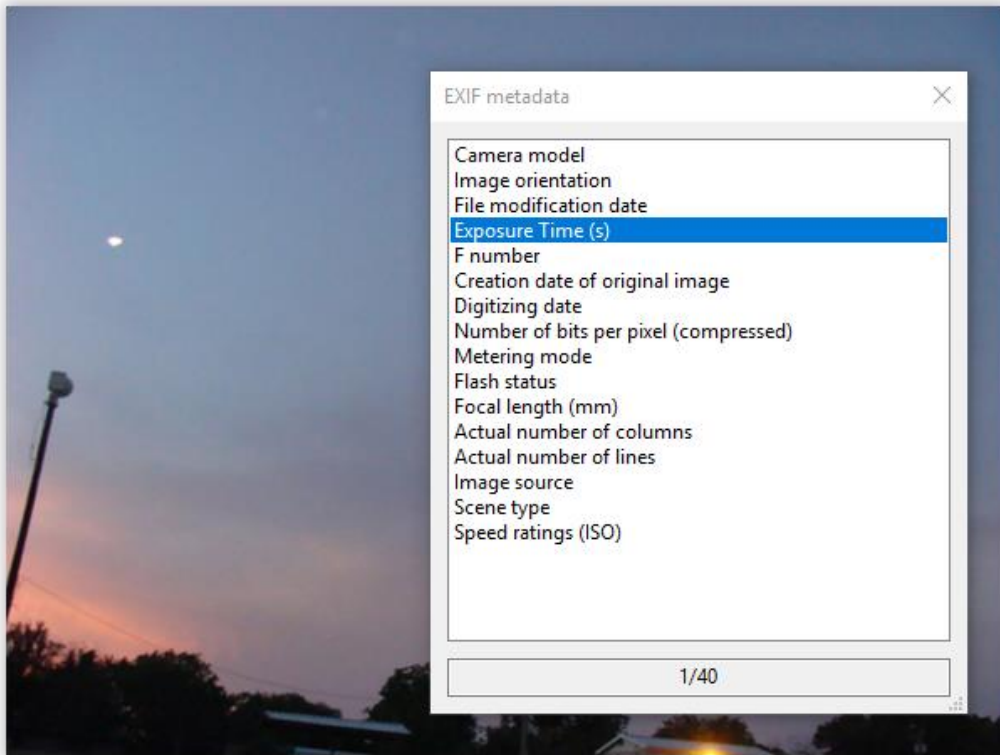 EXIF metadata
Camera model
Image orientation
File modification date
Exposure Time (s)
F number
Creation date of original image
Digitizing date
Number of bits per pixel (compressed)
Metering mode
Flash status
Focal length (mm)
Actual number of columns
Actual number of lines
Image source
Scene type
Speed ratings (ISO)
1/40